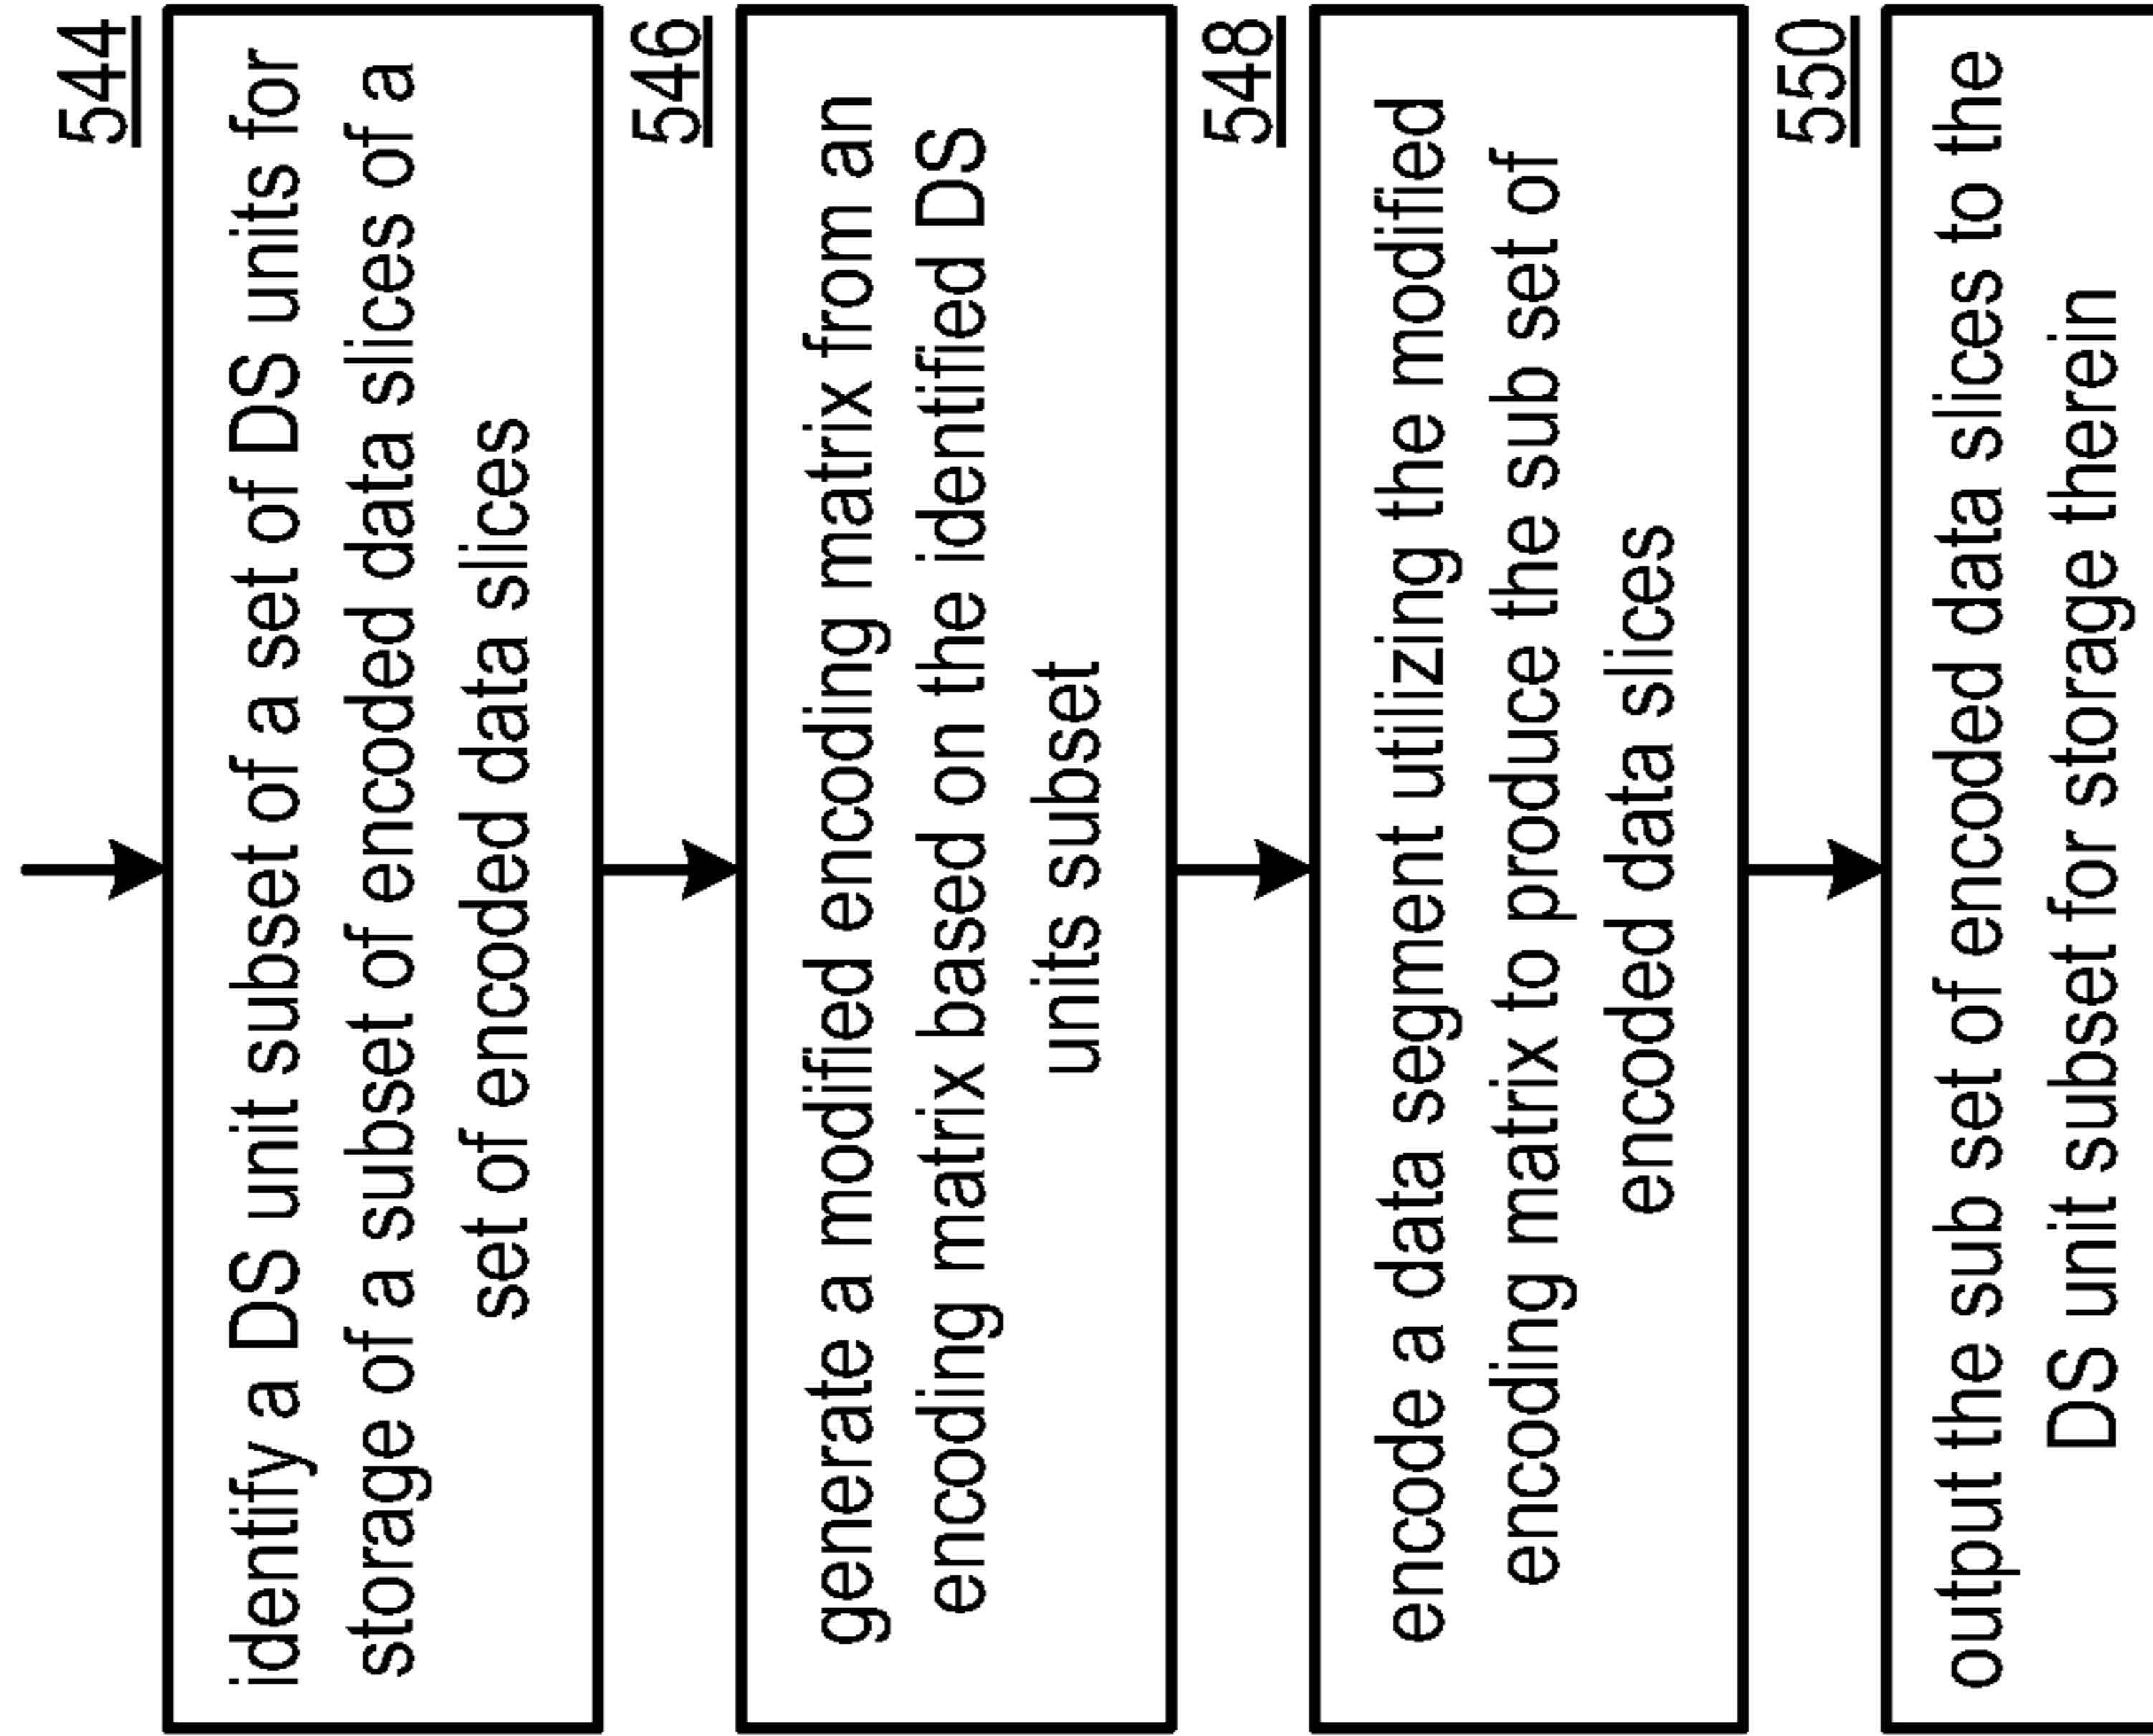 544
identify a DS unit subset of a set of DS units for
storage of a subset of encoded data slices of a
set of encoded data slices
546
generate a modified encoding matrix from an
encoding matrix based on the identified DS
units subset
548
encode a data segment utilizing the modified
encoding matrix to produce the sub set of
encoded data slices
550
output the sub set of encoded data slices to the
DS unit subset for storage therein